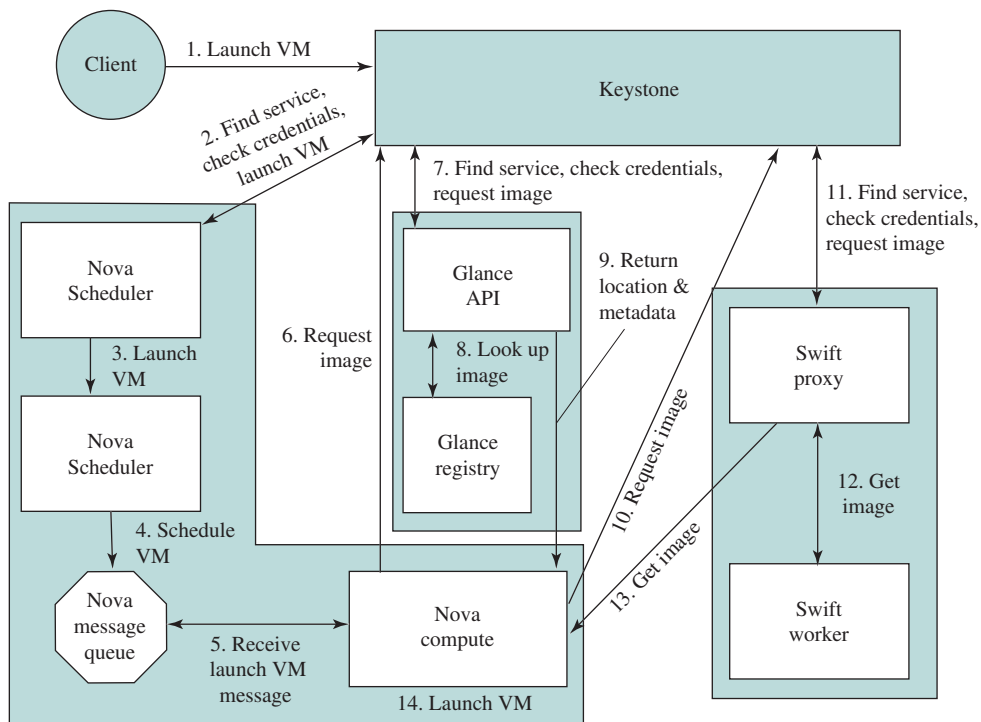 Client
1. Launch VM
Keystone
2. Find service,
check credentials,
launch VM
7. Find service, check credentials,
request image
11. Find service,
check credentials,
request image
Nova
Scheduler
Glance
API
9. Return
location &
metadata
6. Request
image
3. Launch
VM
8. Look up
image
Swift
proxy
Nova
Scheduler
Glance
registry
10. Request image
12. Get
image
4. Schedule
VM
13. Get image
Nova
message
queue
5. Receive
launch VM
message
Nova
compute
Swift
worker
14. Launch VM